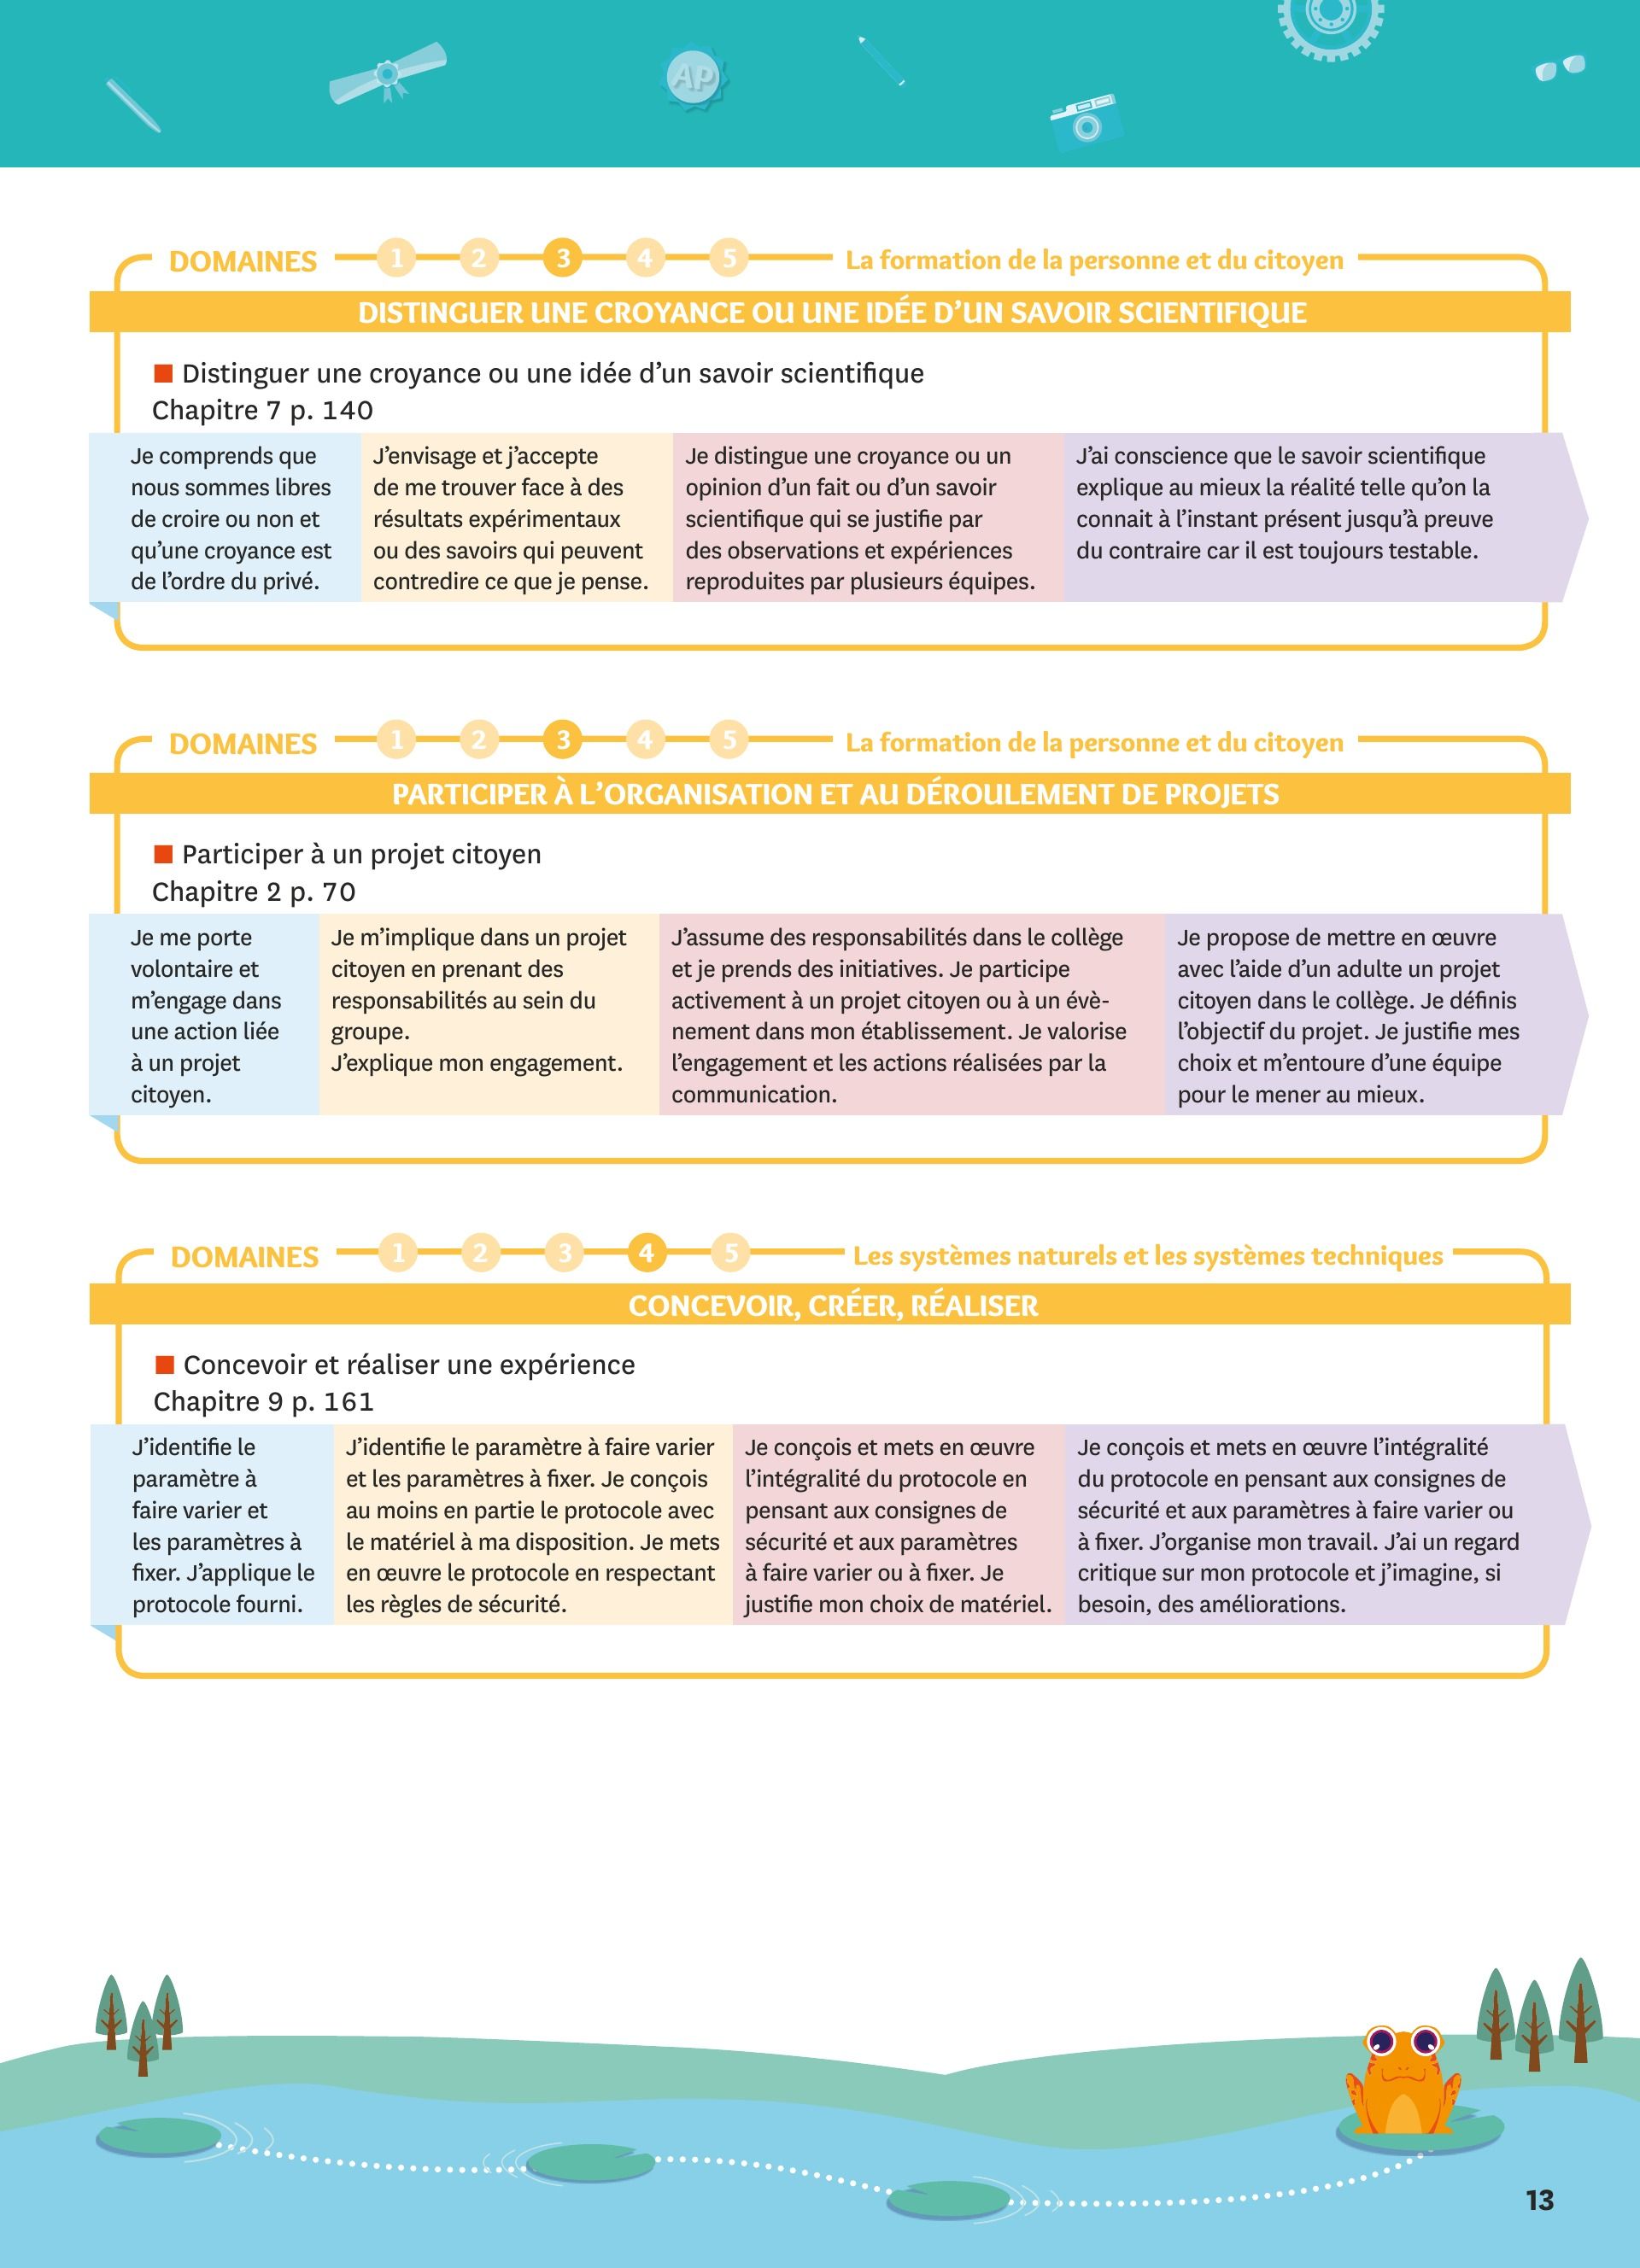 AP
DOMAINES 1 2 3 4 5 La formation de la personne et du citoyen
DISTINGUER UNE CROYANCE OU UNE IDÉE D’UN SAVOIR SCIENTIFIQUE
Distinguer une croyance ou une idée d’un savoir scientifique
Chapitre 7 p. 140
Je comprends que
nous sommes libres
de croire ou non et
qu’une croyance est
de l’ordre du privé.
J’envisage et j’accepte
de me trouver face à des
résultats expérimentaux
ou des savoirs qui peuvent
contredire ce que je pense.
Je distingue une croyance ou un
opinion d’un fait ou d’un savoir
scientifique qui se justifie par
des observations et expériences
reproduites par plusieurs équipes.
J’ai conscience que le savoir scientifique
explique au mieux la réalité telle qu’on la
connait à l’instant présent jusqu’à preuve
du contraire car il est toujours testable.
DOMAINES 1 2 3 4 5 La formation de la personne et du citoyen
PARTICIPER À L’ORGANISATION ET AU DÉROULEMENT DE PROJETS
Participer à un projet citoyen
Chapitre 2 p. 70
Je me porte
volontaire et
m’engage dans
une action liée
à un projet
citoyen.
Je m’implique dans un projet
citoyen en prenant des
responsabilités au sein du
groupe.
J’explique mon engagement.
J’assume des responsabilités dans le collège
et je prends des initiatives. Je participe
activement à un projet citoyen ou à un évè-
nement dans mon établissement. Je valorise
l’engagement et les actions réalisées par la
communication.
Je propose de mettre en œuvre
avec l’aide d’un adulte un projet
citoyen dans le collège. Je définis
l’objectif du projet. Je justifie mes
choix et m’entoure d’une équipe
pour le mener au mieux.
DOMAINES 1 2 3 4 5 Les systèmes naturels et les systèmes techniques
CONCEVOIR, CRÉER, RÉALISER
Concevoir et réaliser une expérience
Chapitre 9 p. 161
J’identifie le
paramètre à
faire varier et
les paramètres à
fixer. J’applique le
protocole fourni.
J’identifie le paramètre à faire varier
et les paramètres à fixer. Je conçois
au moins en partie le protocole avec
le matériel à ma disposition. Je mets
en œuvre le protocole en respectant
les règles de sécurité.
Je conçois et mets en œuvre
l’intégralité du protocole en
pensant aux consignes de
sécurité et aux paramètres
à faire varier ou à fixer. Je
justifie mon choix de matériel.
Je conçois et mets en œuvre l’intégralité
du protocole en pensant aux consignes de
sécurité et aux paramètres à faire varier ou
à fixer. J’organise mon travail. J’ai un regard
critique sur mon protocole et j’imagine, si
besoin, des améliorations.
13